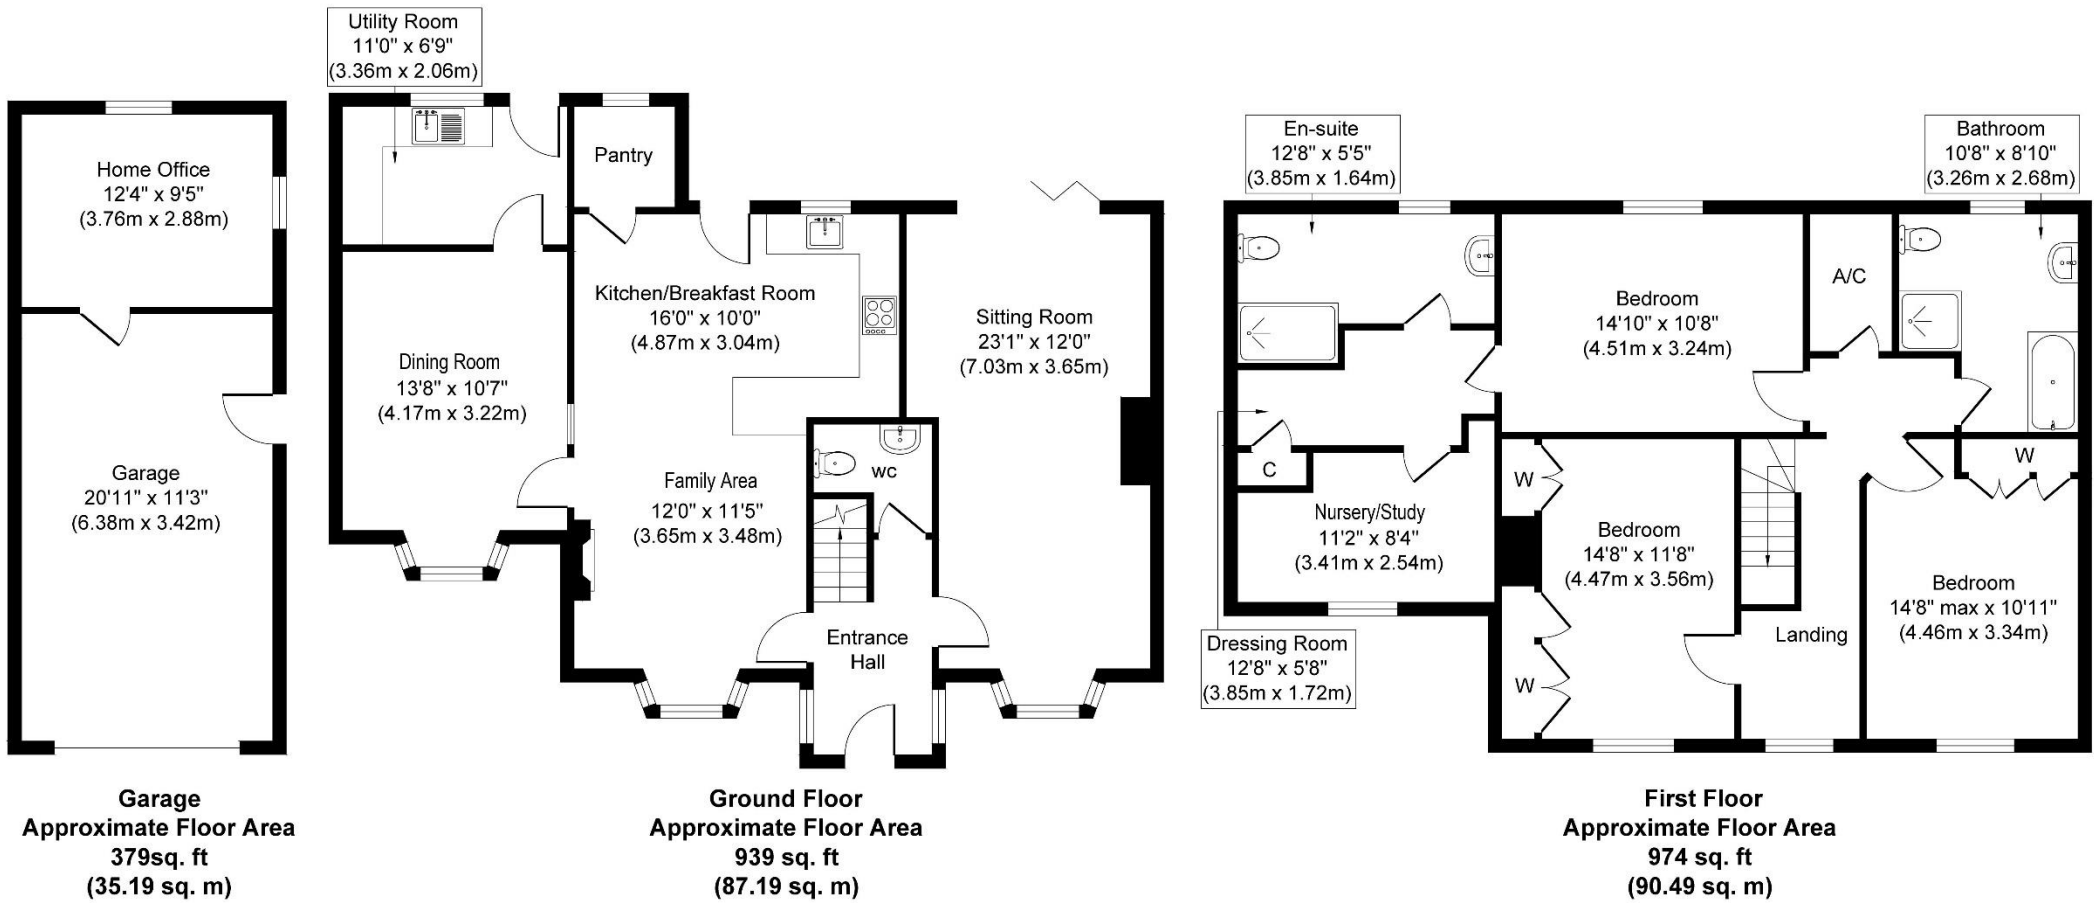 Home Office
12'4" x 9'5"
(3.76m x 2.88m)
Garage
20'11" x 11'3"
(6.38m x 3.42m)
Garage
Approximate Floor Area
379sq. ft
(35.19 sq. m)
Utility Room
11'0" x 6'9"
(3.36m x 2.06m)
Pantry
Kitchen/Breakfast Room
16'0" x 10'0"
(4.87m x 3.04m)
Sitting Room
23'1" x 12'0"
(7.03m x 3.65m)
Dining Room
13'8" x 10'7"
(4.17m x 3.22m)
wc
Family Area
12'0" x 11'5"
(3.65m x 3.48m)
Entrance
Hall
Ground Floor
Approximate Floor Area
939 sq. ft
(87.19 sq. m)
En-suite
12'8" x 5'5"
(3.85m x 1.64m)
Bathroom
10'8" x 8'10"
(3.26m x 2.68m)
A/C
Bedroom
14'10" x 10'8"
(4.51m x 3.24m)
C
W
W
Nursery/Study
11'2" x 8'4"
(3.41m x 2.54m)
Bedroom
14'8" x 11'8"
(4.47m x 3.56m)
Bedroom
14'8" max x 10'11"
(4.46m x 3.34m)
Landing
Dressing Room
12'8" x 5'8"
(3.85m x 1.72m)
W
First Floor
Approximate Floor Area
974 sq. ft
(90.49 sq. m)